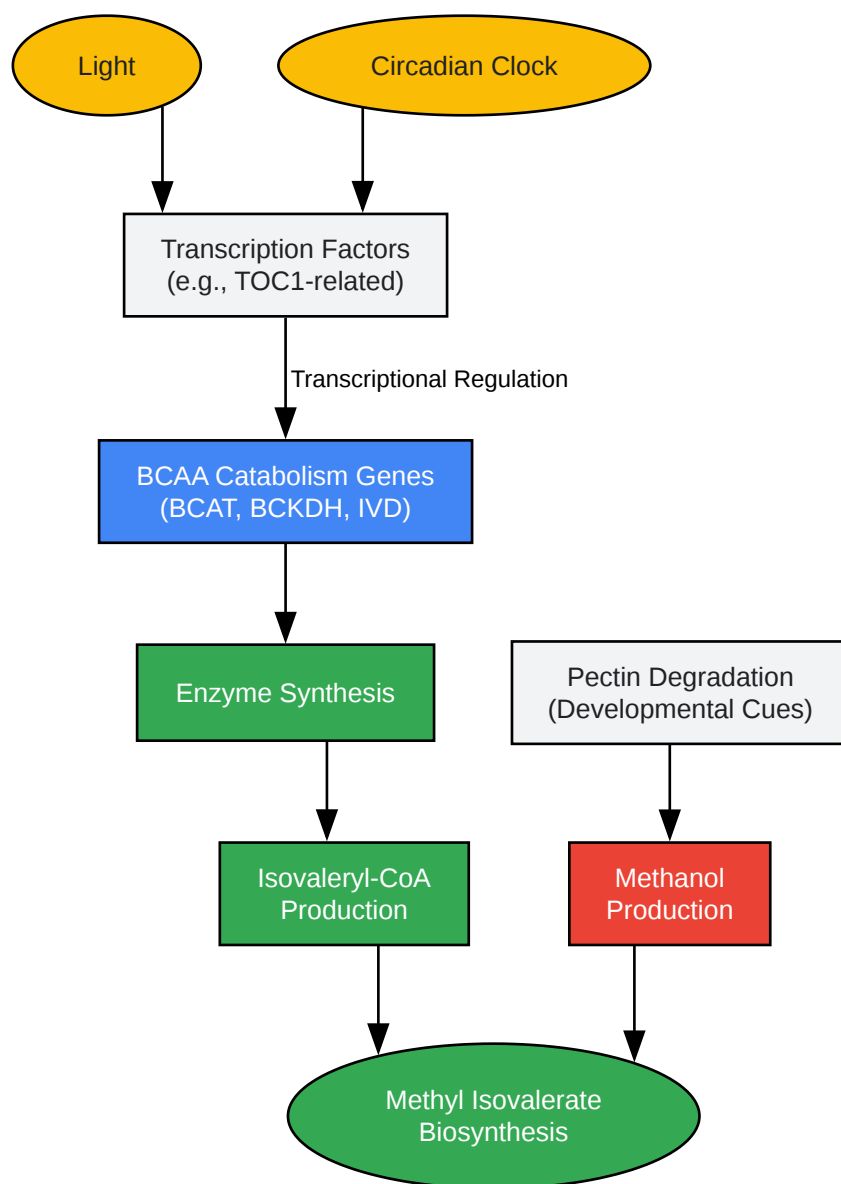 Light
Circadian Clock
Transcription Factors
(e.g., TOC1-related)
Transcriptional Regulation
BCAA Catabolism Genes
(BCAT, BCKDH, IVD)
Enzyme Synthesis
Pectin Degradation
(Developmental Cues)
Isovaleryl-CoA
Production
Methanol
Production
Methyl Isovalerate
Biosynthesis